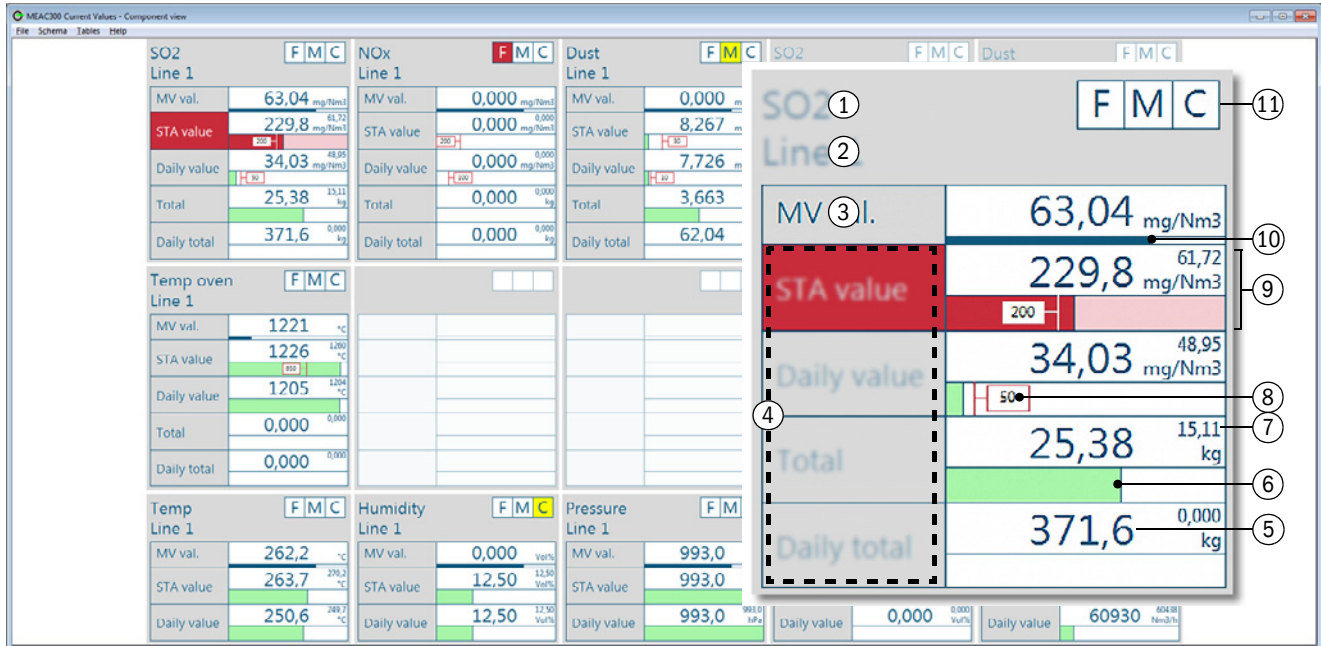 MEAC300 Current Values - Component view
File Schema Tables Help
SO2 F M C NOx F M C Dust F M C SO2 F M C Dust F M C
Line 1 Line 1 Line 1
MV val. 63,04 mg/Nm3 MV val. 0,000 mg/Nm3 MV val. 0,000
STA value 229,8 61,72 mg/Nm3 STA value 0,000 0,000 mg/Nm3 STA value 8,267
200 200 30
Daily value 34,03 48,95 mg/Nm3 Daily value 0,000 0,000 mg/Nm3 Daily value 7,726
50 100 10
Total 25,38 15,11 kg Total 0,000 0,000 kg Total 3,663
Daily total 371,6 0,000 kg Daily total 0,000 0,000 kg Daily total 62,04
Temp oven F M C
Line 1
MV val. 1221 °C
STA value 1226 1260 °C
850
Daily value 1205 1204 °C
Total 0,000 0,000
Daily total 0,000 0,000
Temp F M C Humidity F M C Pressure F M
Line 1 Line 1 Line 1
MV val. 262,2 °C MV val. 0,000 Vol% MV val. 993,0
STA value 263,7 270,2 °C STA value 12,50 12,50 Vol% STA value 993,0
Daily value 250,6 249,7 °C Daily value 12,50 12,50 Vol% Daily value 993,0 993,0 hPa Daily value 0,000 0,000 Vol% Daily value 60930 Nm3/h
SO2 1 F M C 11
Line 2
MV 3 l. 63,04 mg/Nm3 10
STA value 229,8 61,72 mg/Nm3 9
200
Daily value 34,03 48,95 mg/Nm3
50 8
4
Total 25,38 15,11 kg 7
6
Daily total 371,6 0,000 kg 5